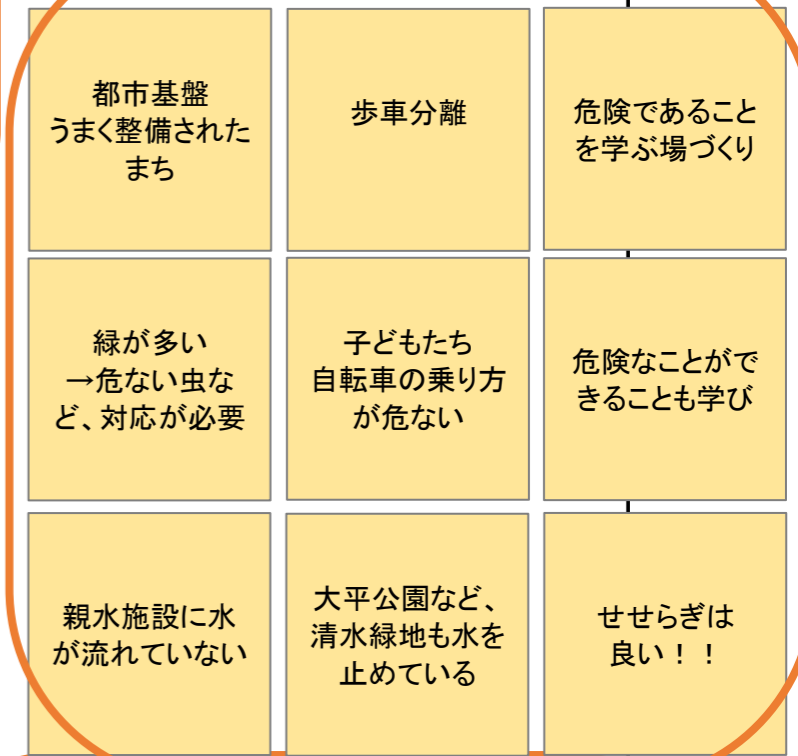 都市基盤
うまく整備された
まち
歩車分離
危険であること
を学ぶ場づくり
緑が多い
→危ない虫な
ど、対応が必要
子どもたち
自転車の乗り方
が危ない
危険なことがで
きることも学び
親水施設に水
が流れていない
大平公園など、
清水緑地も水を
止めている
せせらぎは
良い！！